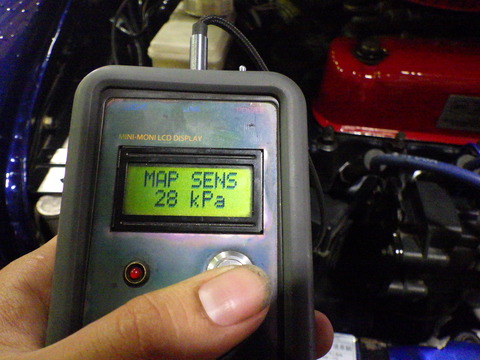 MINI-MONI LCD DISPLAY
MAP SENS
28 kPa